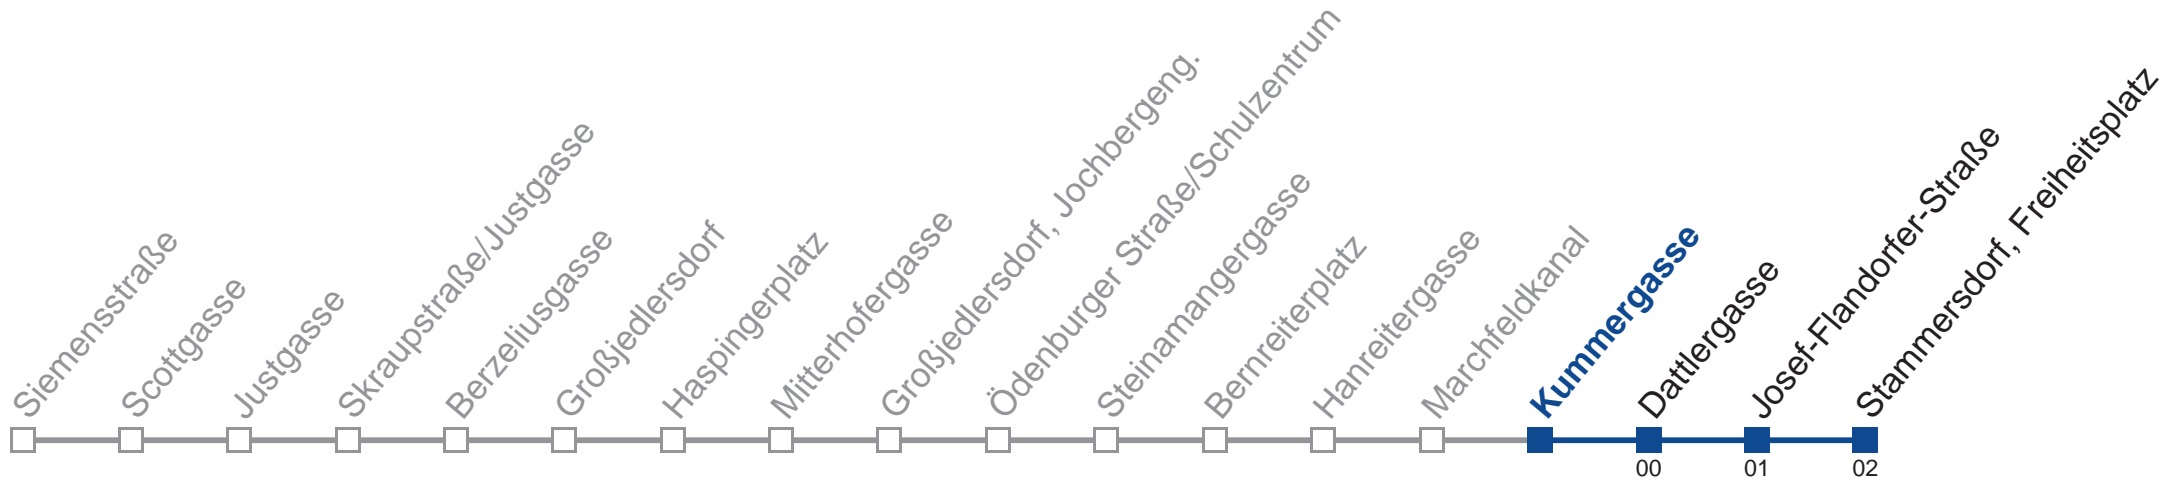 Siemensstraße
Scottgasse
Justgasse
Skraupstraße/Justgasse
Berzeliusgasse
Großjedlersdorf
Haspingerplatz
Mitterhofergasse
Großjedlersdorf, Jochbergeng.
Ödenburger Straße/Schulzentrum
Steinamangergasse
Bernreiterplatz
Hanreitergasse
Marchfeldkanal
Kummergasse
Dattlergasse
Josef-Flandorfer-Straße
Stammersdorf, Freiheitsplatz
00 01 02